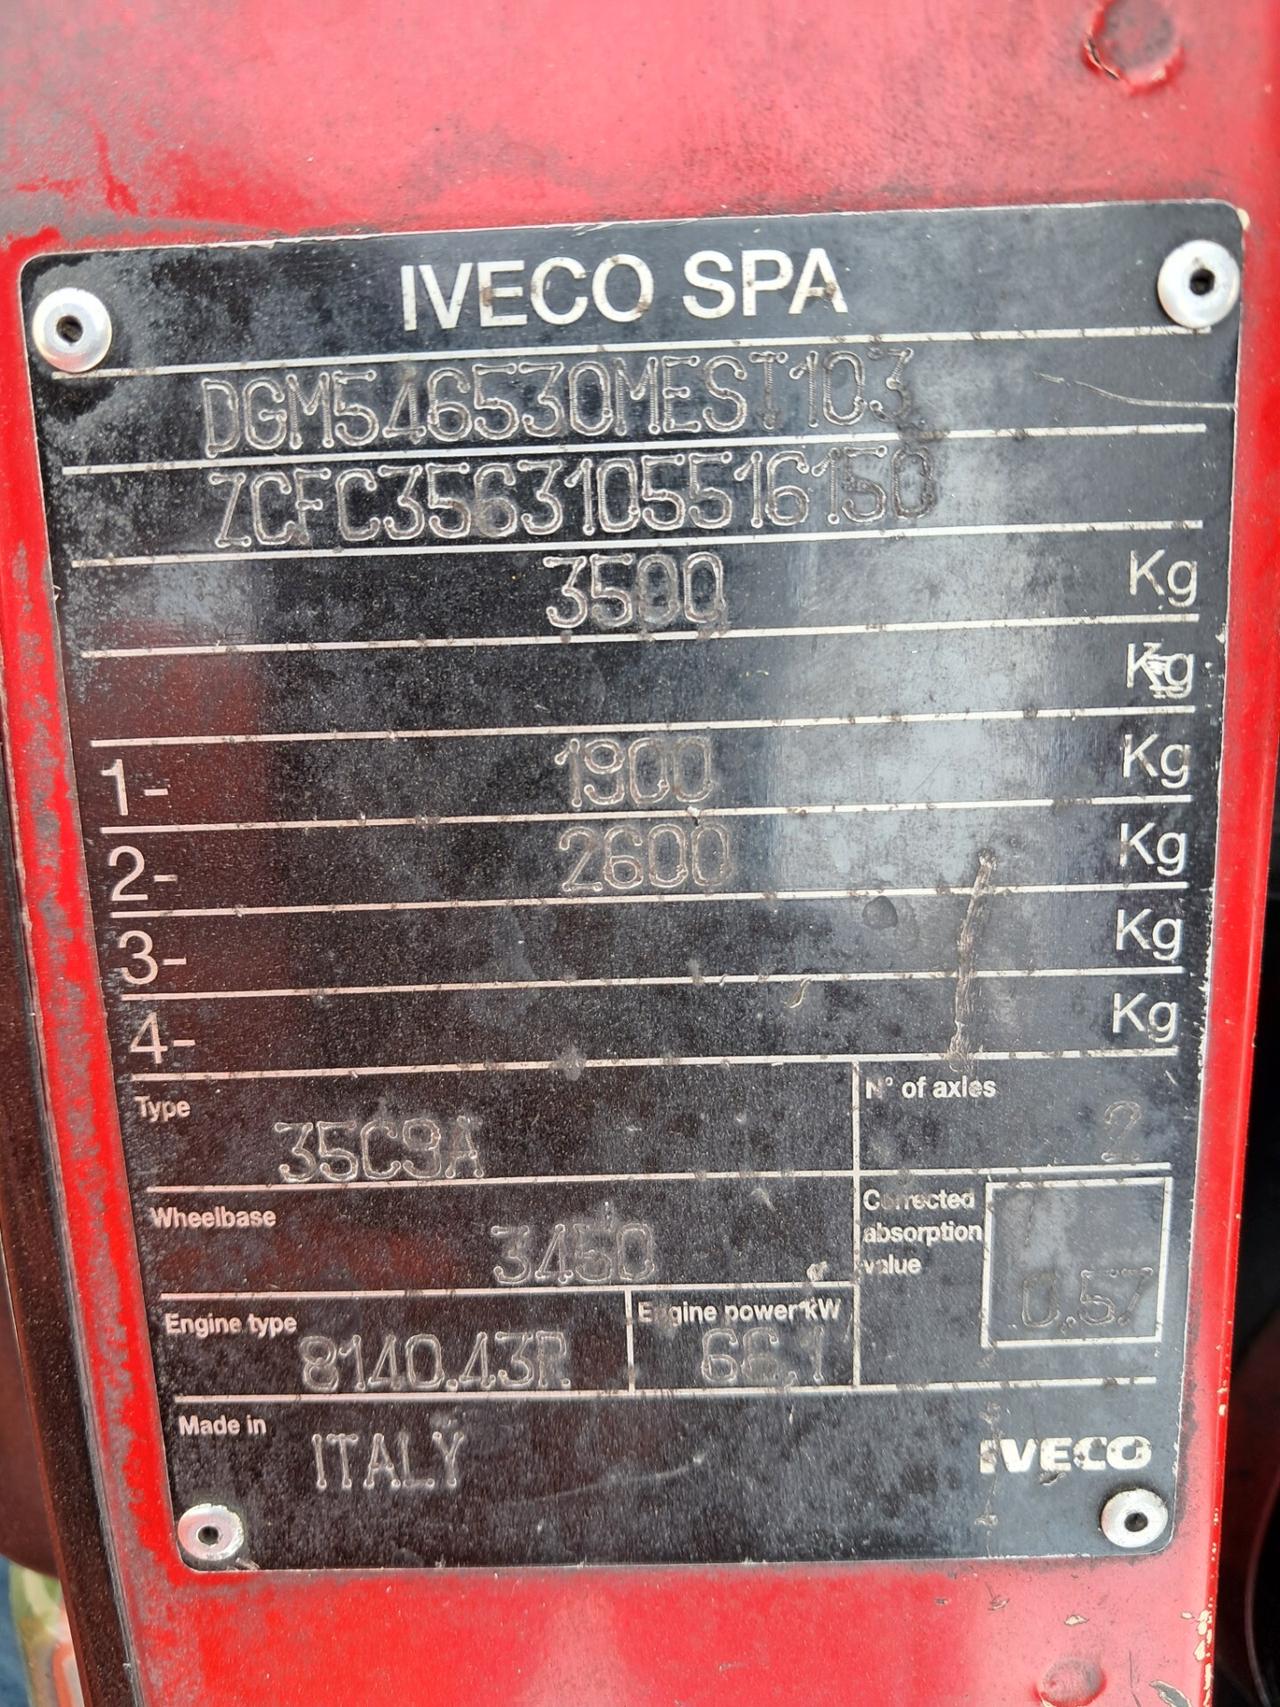 IVECO SPA
DGM546530MEST103
ZCFC3563105516150
3500 Kg
Kg
1- 1900 Kg
2- 2600 Kg
3- Kg
4- Kg
Type 35C9A
N° of axles 2
Wheelbase 3450
Corrected
absorption
value 0.57
Engine type 8140.43R
Engine power kW 66.1
Made in ITALY
IVECO